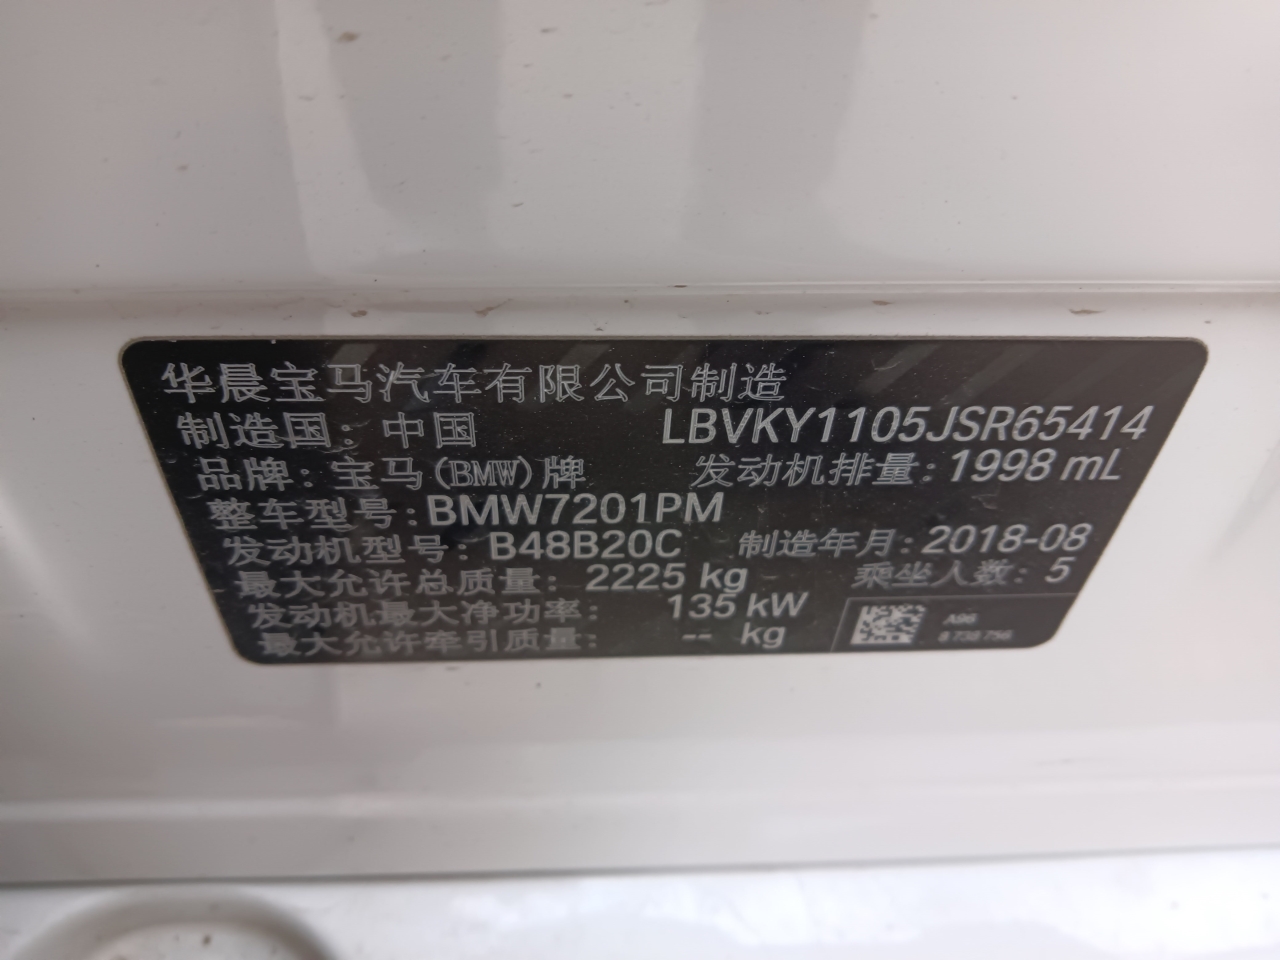 华晨宝马汽车有限公司制造
制造国：中国 LBVKY1105JSR65414
品牌：宝马(BMW)牌 发动机排量：1998 mL
整车型号：BMW7201PM
发动机型号：B48B20C 制造年月：2018-08
最大允许总质量：2225 kg 乘坐人数：5
发动机最大净功率：135 kW
最大允许牵引质量：-- kg
A96
8 738 756